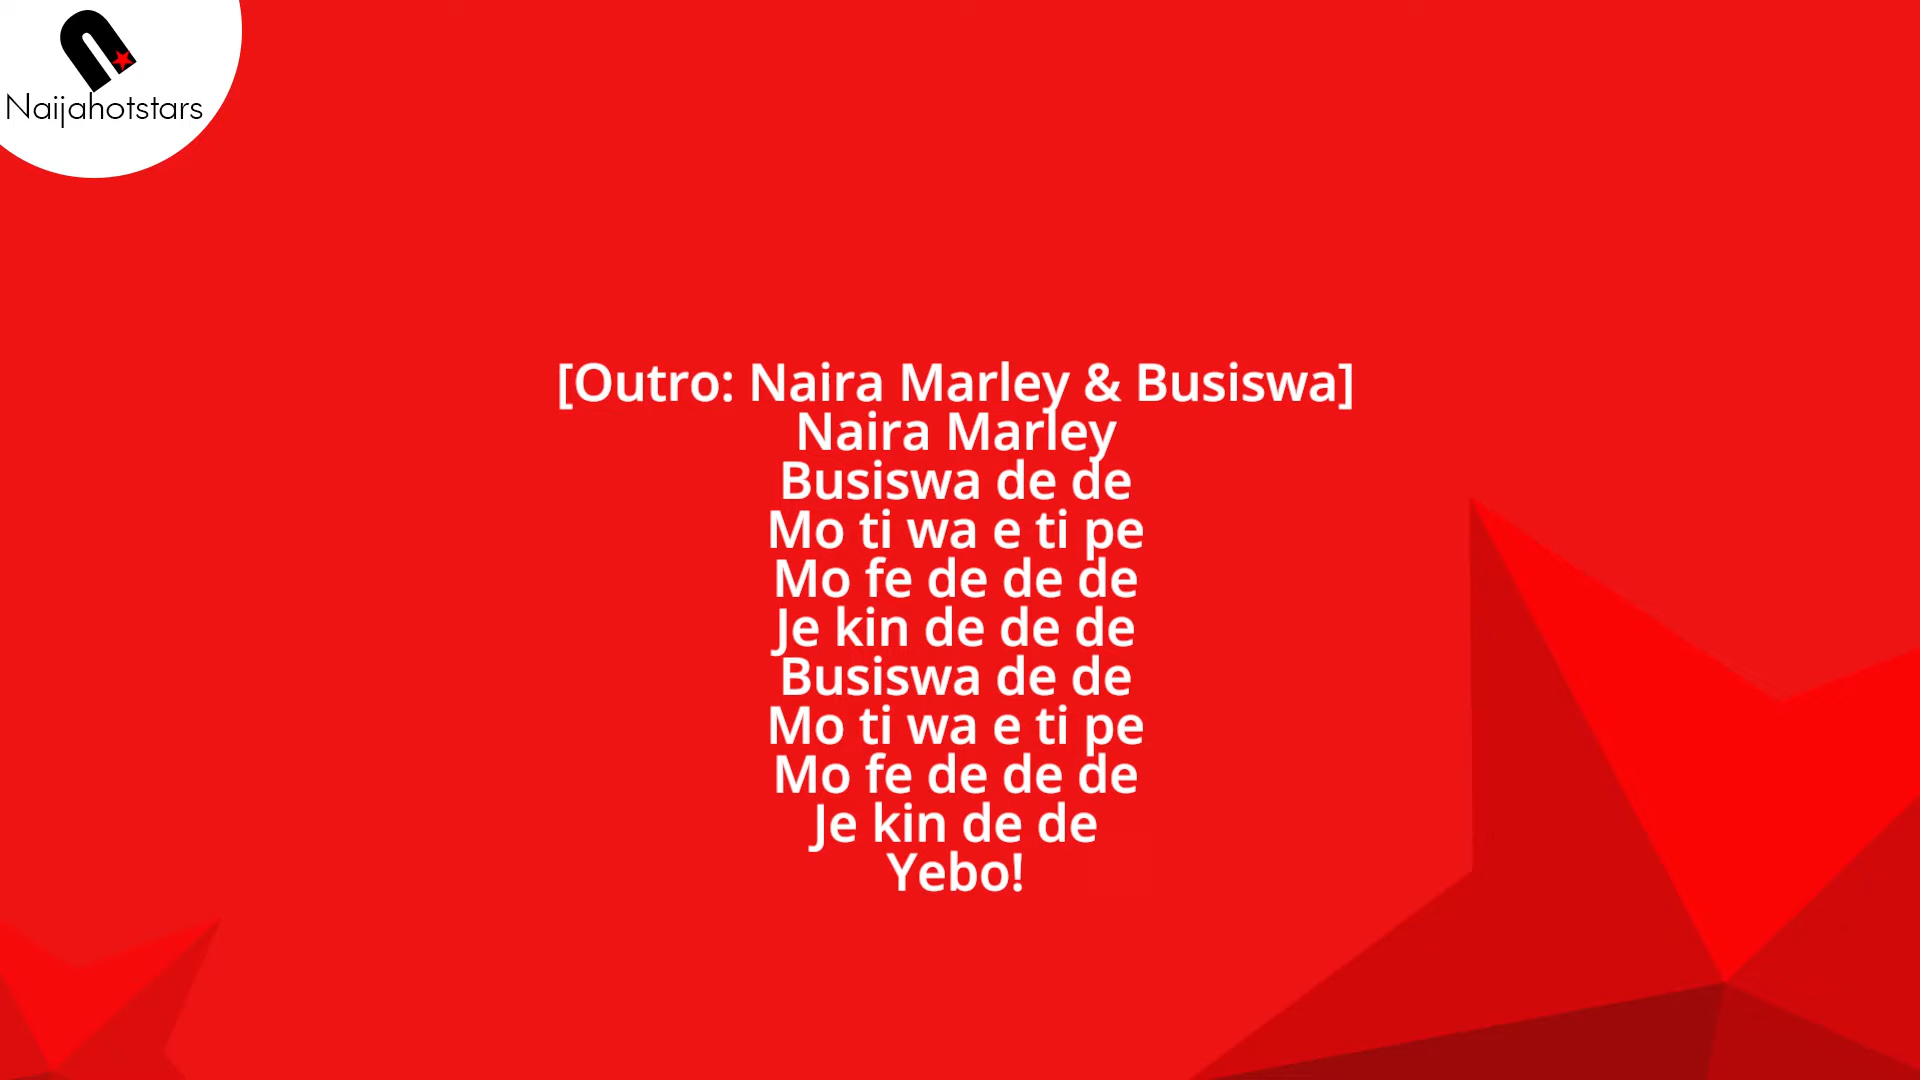 Naijahotstars
[Outro: Naira Marley & Busiswa]
Naira Marley
Busiswa de de
Mo ti wa e ti pe
Mo fe de de de
Je kin de de de
Busiswa de de
Mo ti wa e ti pe
Mo fe de de de
Je kin de de
Yebo!